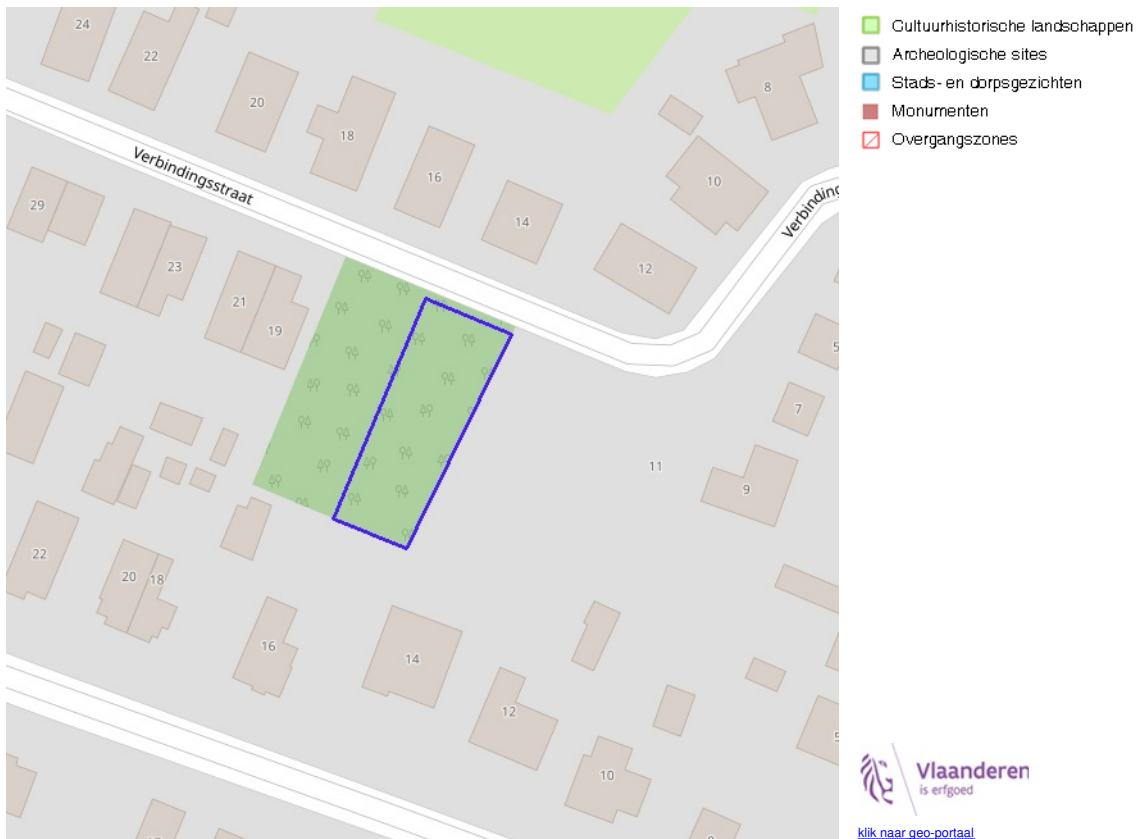 24
22
20
18
16
14
12
10
8
Verbindingsstraat
Verbinding
29
23
21
19
5
7
9
11
22
20
18
16
14
12
10
5
Cultuurhistorische landschappen
Archeologische sites
Stads- en dorpsgezichten
Monumenten
Overgangszones
Vlaanderen
is erfgoed
klik naar geo-portaal